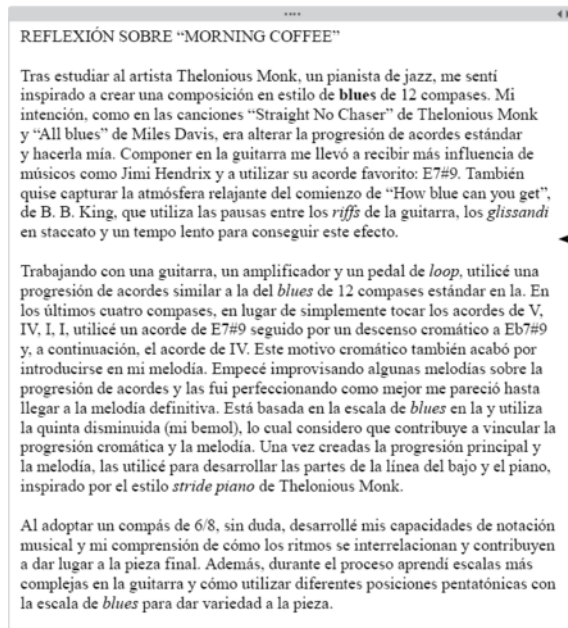 REFLEXIÓN SOBRE “MORNING COFFEE”
Tras estudiar al artista Thelonious Monk, un pianista de jazz, me sentí
inspirado a crear una composición en estilo de blues de 12 compases. Mi
intención, como en las canciones “Straight No Chaser” de Thelonious Monk
y “All blues” de Miles Davis, era alterar la progresión de acordes estándar
y hacerla mía. Componer en la guitarra me llevó a recibir más influencia de
músicos como Jimi Hendrix y a utilizar su acorde favorito: E7#9. También
quise capturar la atmósfera relajante del comienzo de “How blue can you get”,
de B. B. King, que utiliza las pausas entre los riffs de la guitarra, los glissandi
en staccato y un tempo lento para conseguir este efecto.
Trabajando con una guitarra, un amplificador y un pedal de loop, utilicé una
progresión de acordes similar a la del blues de 12 compases estándar en la. En
los últimos cuatro compases, en lugar de simplemente tocar los acordes de V,
IV, I, I, utilicé un acorde de E7#9 seguido por un descenso cromático a Eb7#9
y, a continuación, el acorde de IV. Este motivo cromático también acabó por
introducirse en mi melodía. Empecé improvisando algunas melodías sobre la
progresión de acordes y las fui perfeccionando como mejor me pareció hasta
llegar a la melodía definitiva. Está basada en la escala de blues en la y utiliza
la quinta disminuida (mi bemol), lo cual considero que contribuye a vincular la
progresión cromática y la melodía. Una vez creadas la progresión principal y
la melodía, las utilicé para desarrollar las partes de la línea del bajo y el piano,
inspirado por el estilo stride piano de Thelonious Monk.
Al adoptar un compás de 6/8, sin duda, desarrollé mis capacidades de notación
musical y mi comprensión de cómo los ritmos se interrelacionan y contribuyen
a dar lugar a la pieza final. Además, durante el proceso aprendí escalas más
complejas en la guitarra y cómo utilizar diferentes posiciones pentatónicas con
la escala de blues para dar variedad a la pieza.